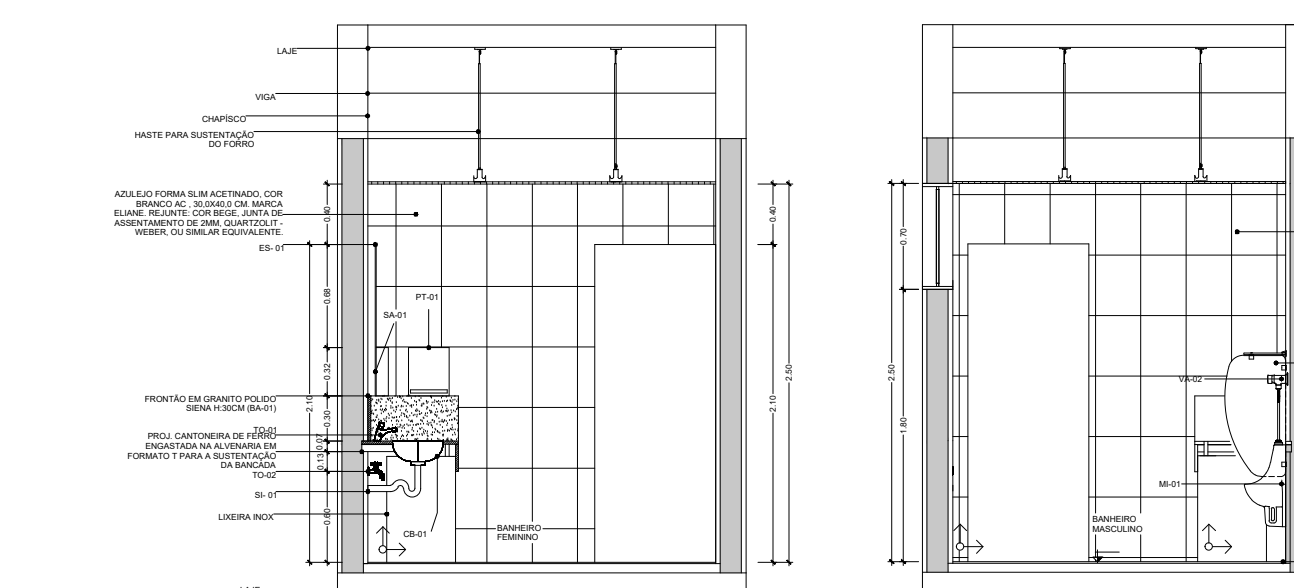 LAJE
VIGA
CHAPÍSCO
HASTE PARA SUSTENTAÇÃO
DO FORRO
AZULEJO FORMA SLIM ACETINADO, COR
BRANCO AC , 30,0X40,0 CM. MARCA
ELIANE. REJUNTE: COR BEGE, JUNTA DE
ASSENTAMENTO DE 2MM, QUARTZOLIT -
WEBER, OU SIMILAR EQUIVALENTE.
ES- 01
PT-01
SA-01
FRONTÃO EM GRANITO POLIDO
SIENA H:30CM (BA-01)
TO-01
PROJ. CANTONEIRA DE FERRO
ENGASTADA NA ALVENARIA EM
FORMATO T PARA A SUSTENTAÇÃO
DA BANCADA
TO-02
SI- 01
LIXEIRA INOX
CB-01
BANHEIRO
FEMININO
0.40
0.68
0.32
0.30
0.07
0.13
0.60
2.10
0.40
2.10
2.50
2.50
0.70
1.80
VA-02
MI-01
BANHEIRO
MASCULINO